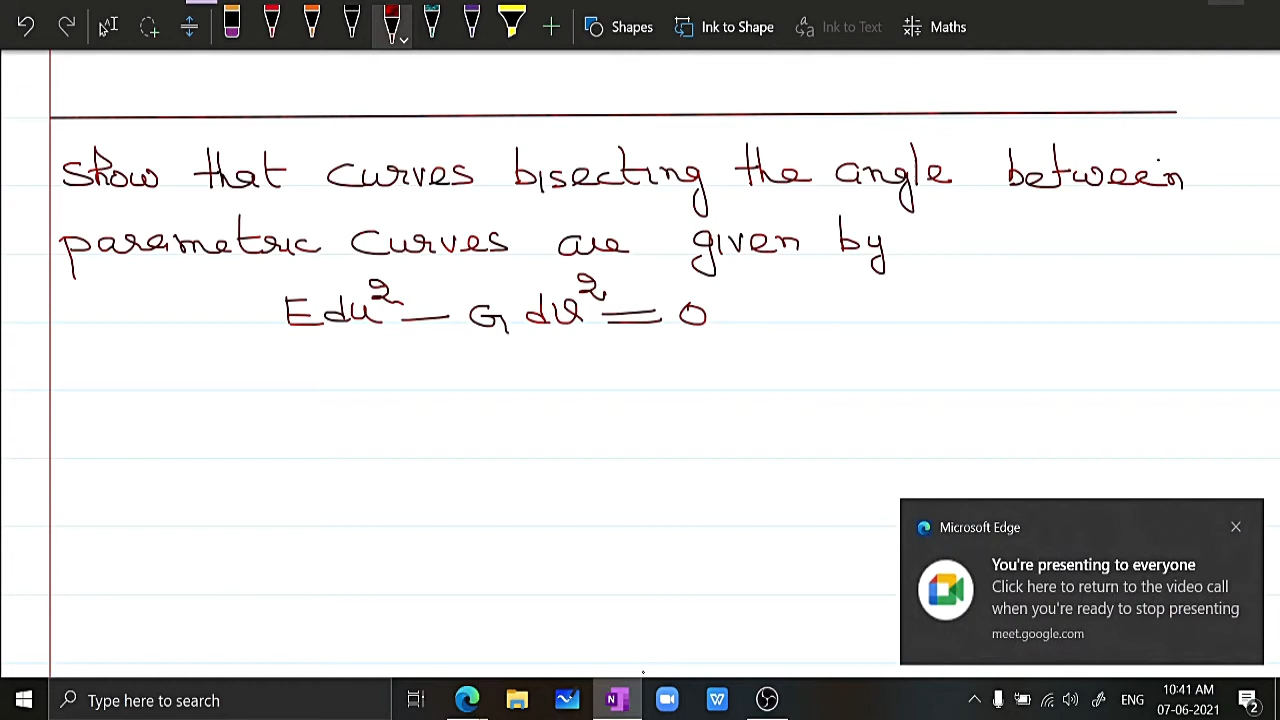 Shapes Ink to Shape Ink to Text Maths
show that curves bisecting the angle between
parametric curves are given by
Edu² — G dv² = 0
Microsoft Edge
You're presenting to everyone
Click here to return to the video call
when you're ready to stop presenting
meet.google.com
Type here to search
ENG
10:41 AM
07-06-2021
2